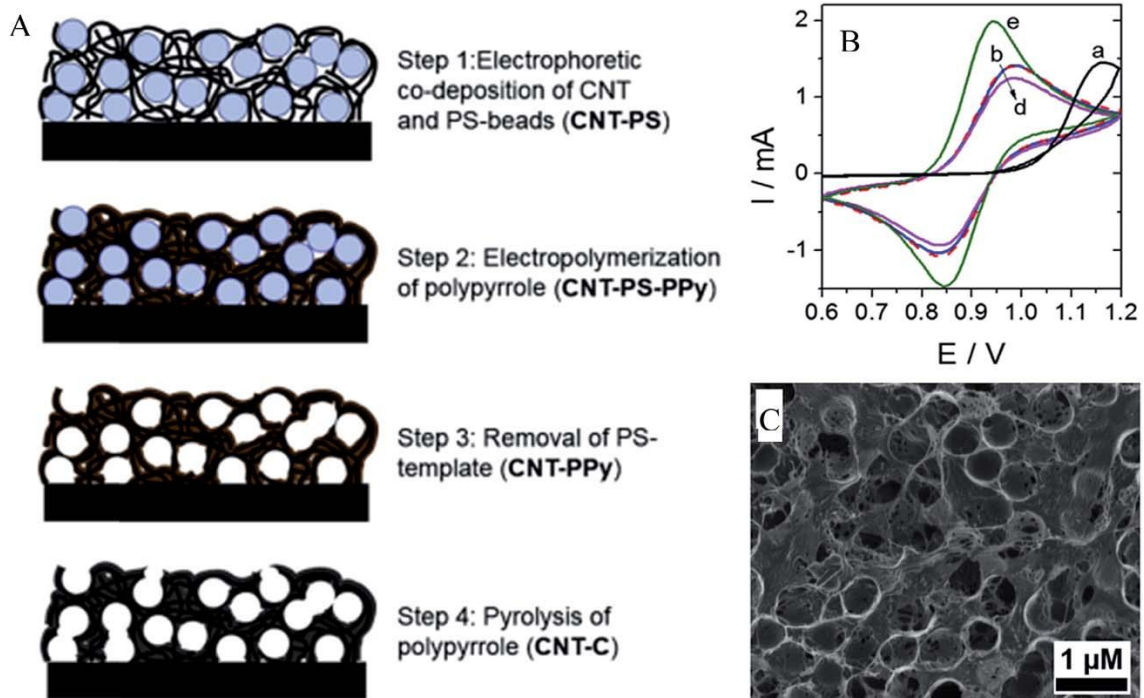 A
Step 1:Electrophoretic
co-deposition of CNT
and PS-beads (CNT-PS)
Step 2: Electropolymerization
of polypyrrole (CNT-PS-PPy)
Step 3: Removal of PS-
template (CNT-PPy)
Step 4: Pyrolysis of
polypyrrole (CNT-C)
B
e
a
b
d
2
1
0
-1
I / mA
0.6 0.7 0.8 0.9 1.0 1.1 1.2
E / V
C
1 µM